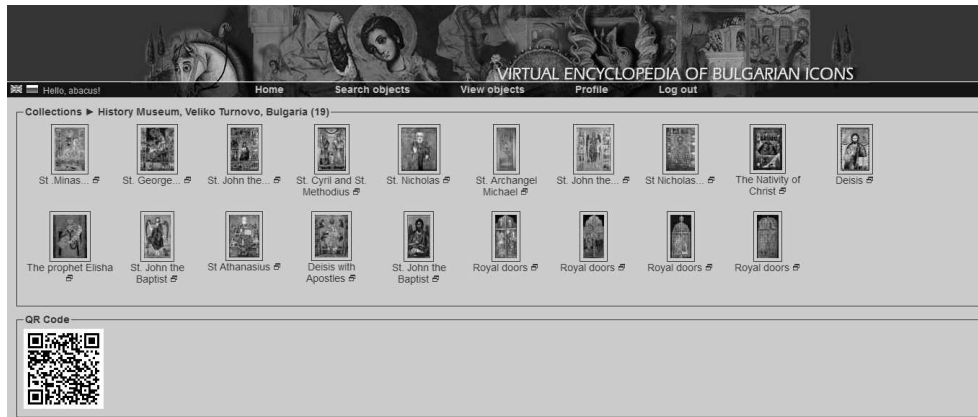 VIRTUAL ENCYCLOPEDIA OF BULGARIAN ICONS
Hello, abacus! Home Search objects View objects Profile Log out
Collections ► History Museum, Veliko Turnovo, Bulgaria (19)
St .Minas... St. George... St. John the... St. Cyril and St. Methodius St. Nicholas St. Archangel Michael St. John the... St Nicholas... The Nativity of Christ Deisis
The prophet Elisha St. John the Baptist St Athanasius Deisis with Apostles St. John the Baptist Royal doors Royal doors Royal doors Royal doors
QR Code